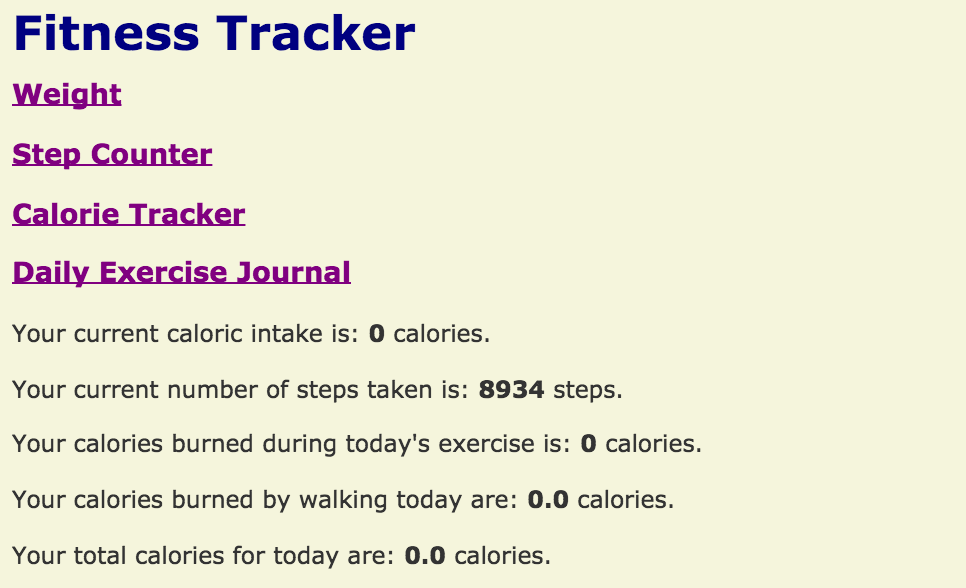 Fitness Tracker
Weight
Step Counter
Calorie Tracker
Daily Exercise Journal
Your current caloric intake is: 0 calories.
Your current number of steps taken is: 8934 steps.
Your calories burned during today's exercise is: 0 calories.
Your calories burned by walking today are: 0.0 calories.
Your total calories for today are: 0.0 calories.